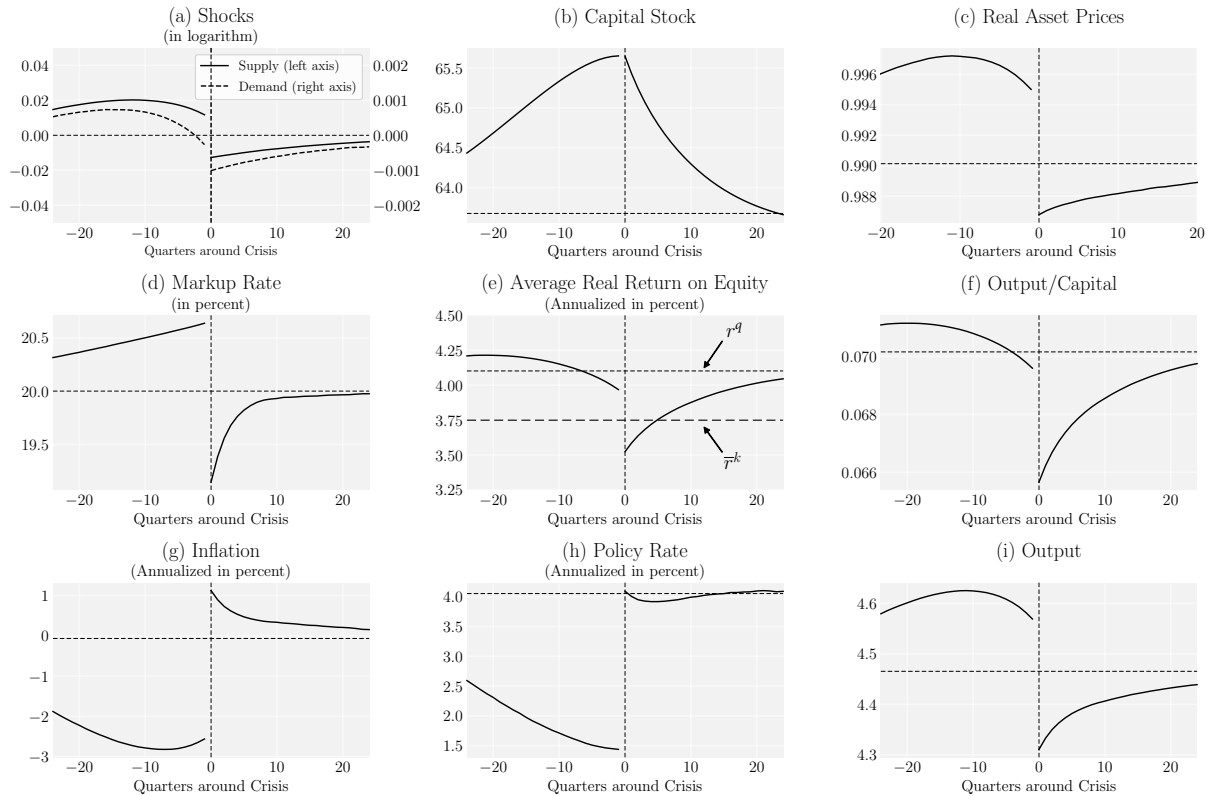 (a) Shocks
(in logarithm)
0.04
0.02
0.00
−0.02
−0.04
0.002
0.001
0.000
−0.001
−0.002
Supply (left axis)
Demand (right axis)
−20 −10 0 10 20
Quarters around Crisis
(b) Capital Stock
65.5
65.0
64.5
64.0
−20 −10 0 10 20
Quarters around Crisis
(c) Real Asset Prices
0.996
0.994
0.992
0.990
0.988
−20 −10 0 10 20
Quarters around Crisis
(d) Markup Rate
(in percent)
20.5
20.0
19.5
−20 −10 0 10 20
Quarters around Crisis
(e) Average Real Return on Equity
(Annualized in percent)
4.50
4.25
4.00
3.75
3.50
3.25
r^q
r̅^k
−20 −10 0 10 20
Quarters around Crisis
(f) Output/Capital
0.070
0.068
0.066
−20 −10 0 10 20
Quarters around Crisis
(g) Inflation
(Annualized in percent)
1
0
−1
−2
−3
−20 −10 0 10 20
Quarters around Crisis
(h) Policy Rate
(Annualized in percent)
4.0
3.5
3.0
2.5
2.0
1.5
−20 −10 0 10 20
Quarters around Crisis
(i) Output
4.6
4.5
4.4
4.3
−20 −10 0 10 20
Quarters around Crisis